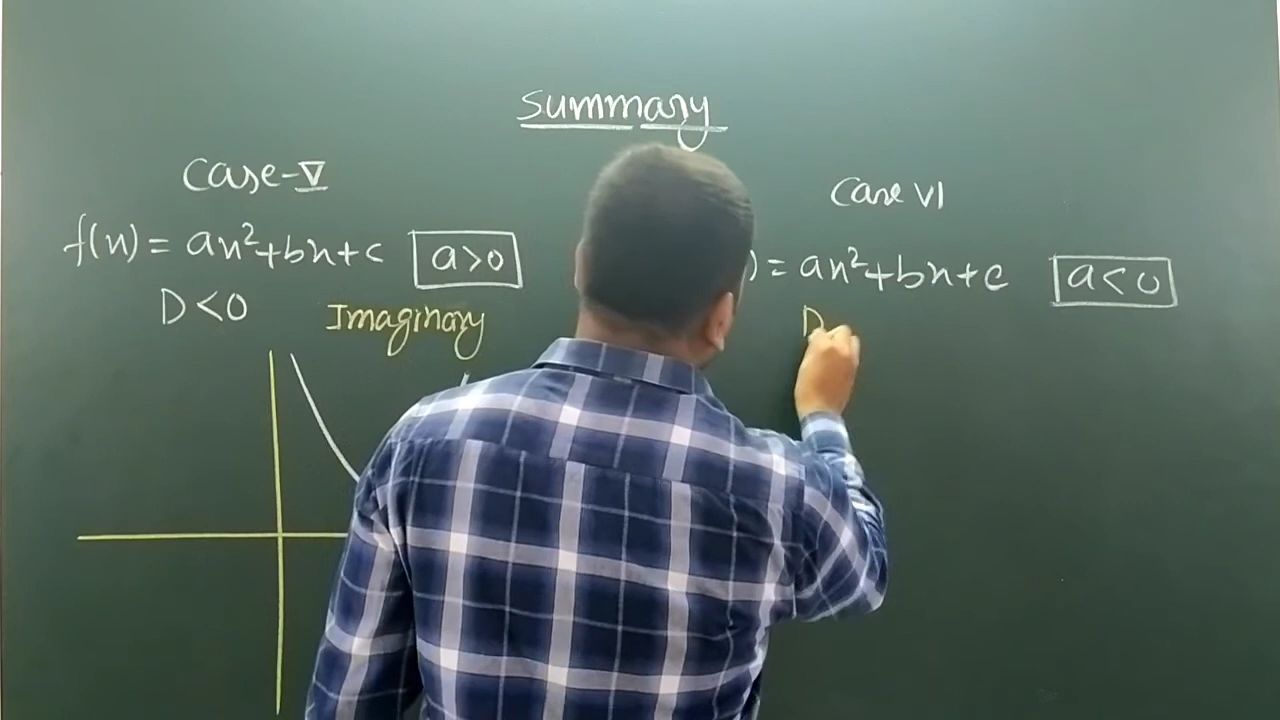 Summary
Case-V
f(x) = ax²+bx+c a>0
D<0 Imaginary
Case VI
) = ax²+bx+c a<0
D